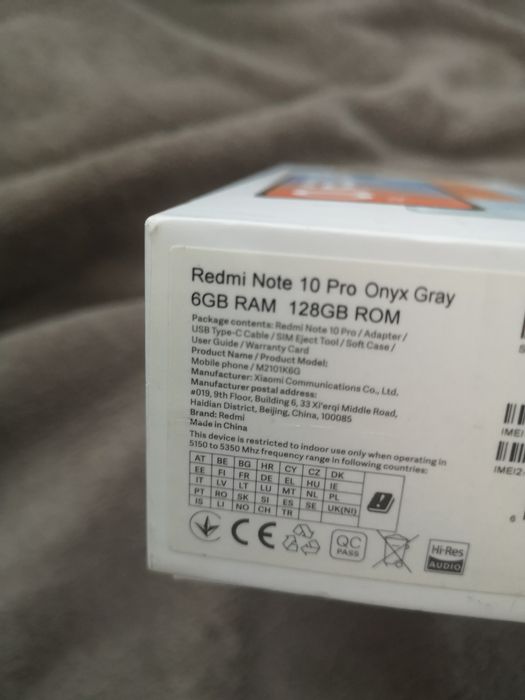 Redmi Note 10 Pro Onyx Gray
6GB RAM 128GB ROM
Package contents: Redmi Note 10 Pro / Adapter /
USB Type-C Cable / SIM Eject Tool / Soft Case /
User Guide / Warranty Card
Product Name / Product Model:
Mobile phone / M2101K6G
Manufacturer: Xiaomi Communications Co., Ltd.
Manufacturer postal address:
#019, 9th Floor, Building 6, 33 Xi'erqi Middle Road,
Haidian District, Beijing, China, 100085
Brand: Redmi
Made in China
This device is restricted to indoor use only when operating in
5150 to 5350 Mhz frequency range in following countries:
AT BE BG HR CY CZ DK
EE FI FR DE EL HU IE
IT LV LT LU MT NL PL
PT RO SK SI ES SE UK(NI)
IS LI NO CH TR
CE
QC
PASS
Hi-Res
AUDIO
IMEI
IMEI2
6